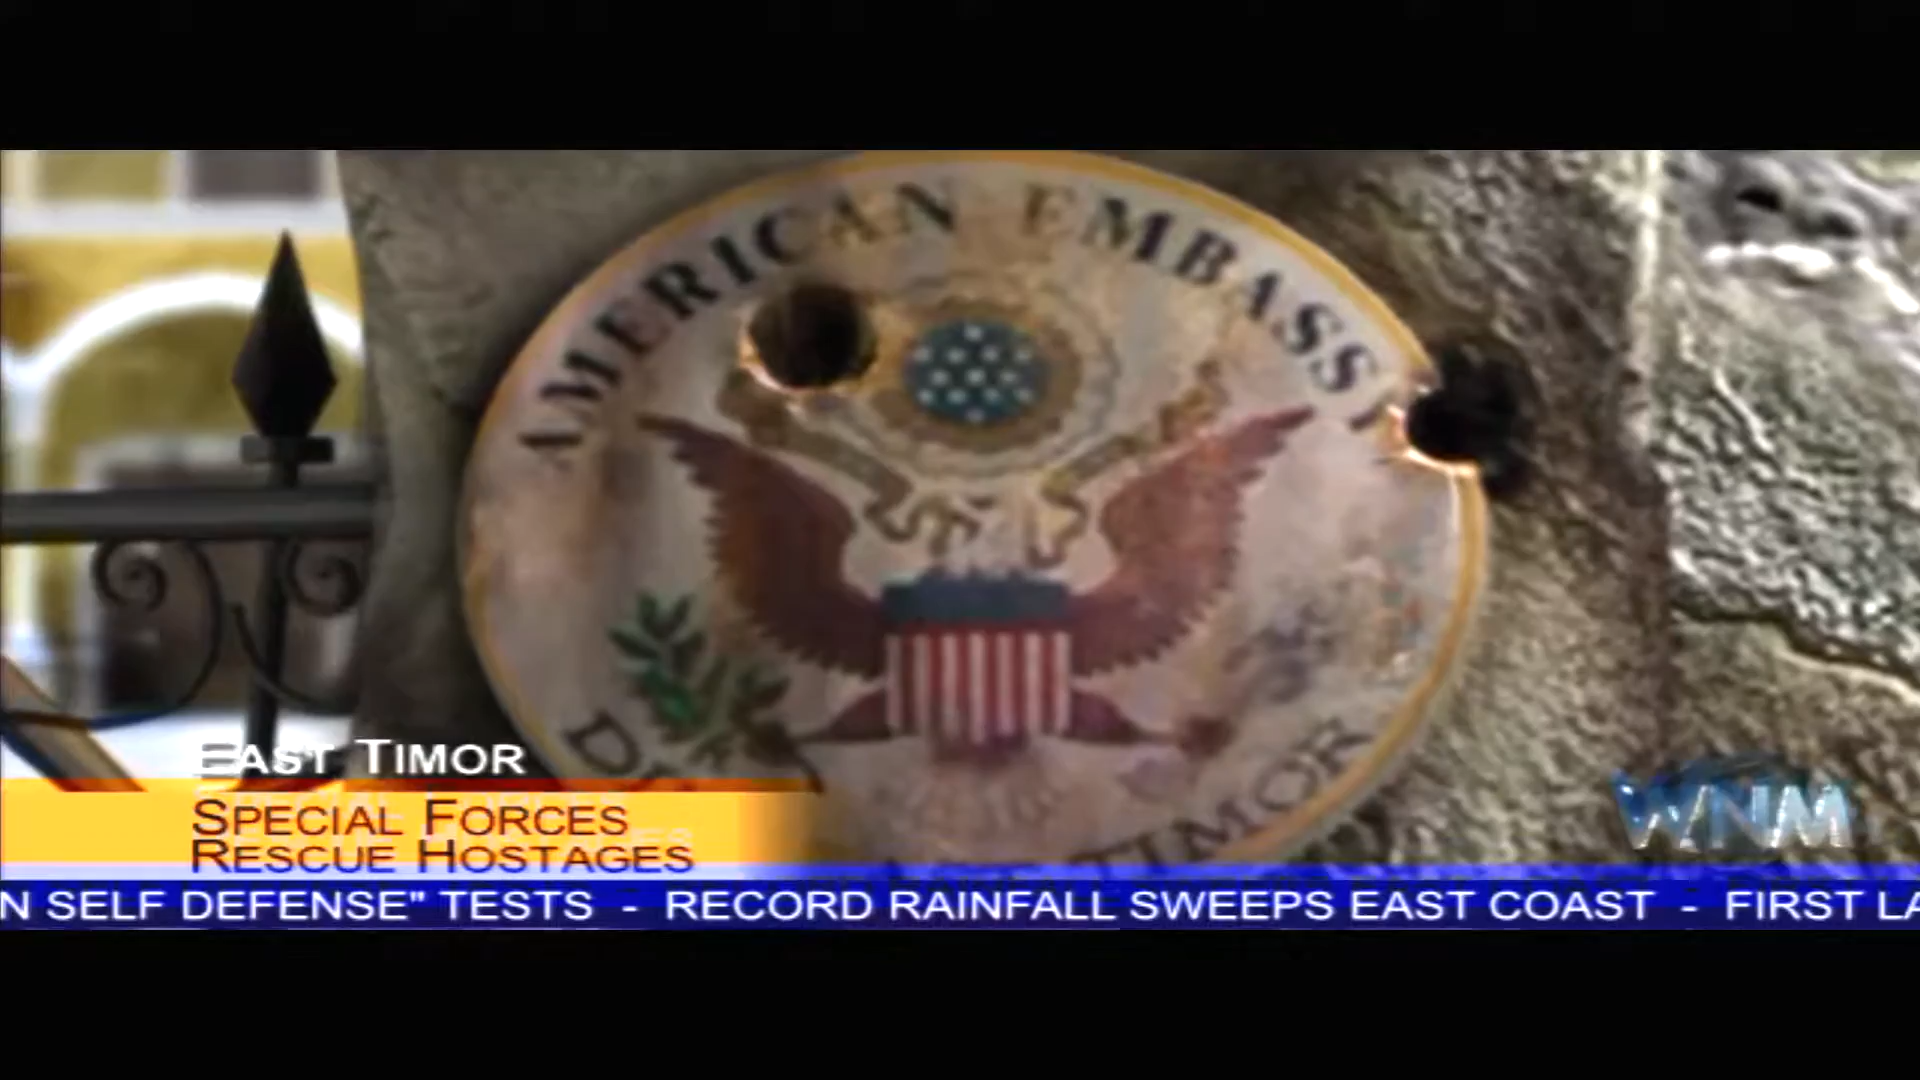 AMERICAN EMBASSY
TIMOR
EAST TIMOR
SPECIAL FORCES
RESCUE HOSTAGES
WNM
N SELF DEFENSE" TESTS - RECORD RAINFALL SWEEPS EAST COAST - FIRST LA